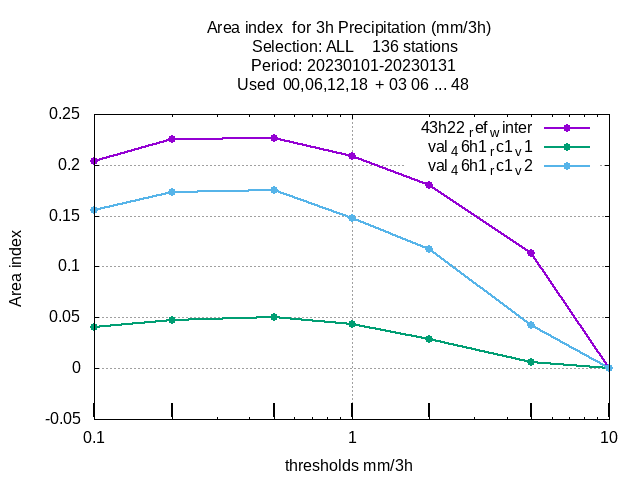 Area index  for 3h Precipitation (mm/3h)
Selection: ALL    136 stations
Period: 20230101-20230131
Used  00,06,12,18  + 03 06 ... 48
0.25
43h22 ref winter
val 4 6h1 r c1 v 1
0.2
val 4 6h1 r c1 v 2
0.15
0.1
0.05
0
-0.05
Area index
0.1 1 10
thresholds mm/3h